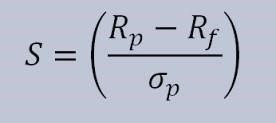 S = ( (R_p − R_f) / σ_p )